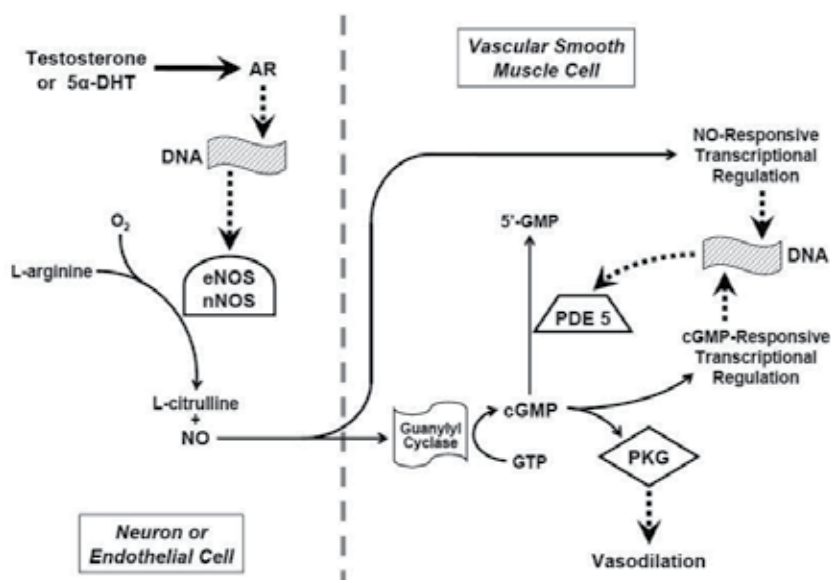 Testosterone
or 5α-DHT
AR
DNA
O2
L-arginine
eNOS
nNOS
L-citrulline
+
NO
Neuron or
Endothelial Cell
Vascular Smooth
Muscle Cell
NO-Responsive
Transcriptional
Regulation
5'-GMP
DNA
PDE 5
cGMP-Responsive
Transcriptional
Regulation
Guanylyl
Cyclase
cGMP
GTP
PKG
Vasodilation